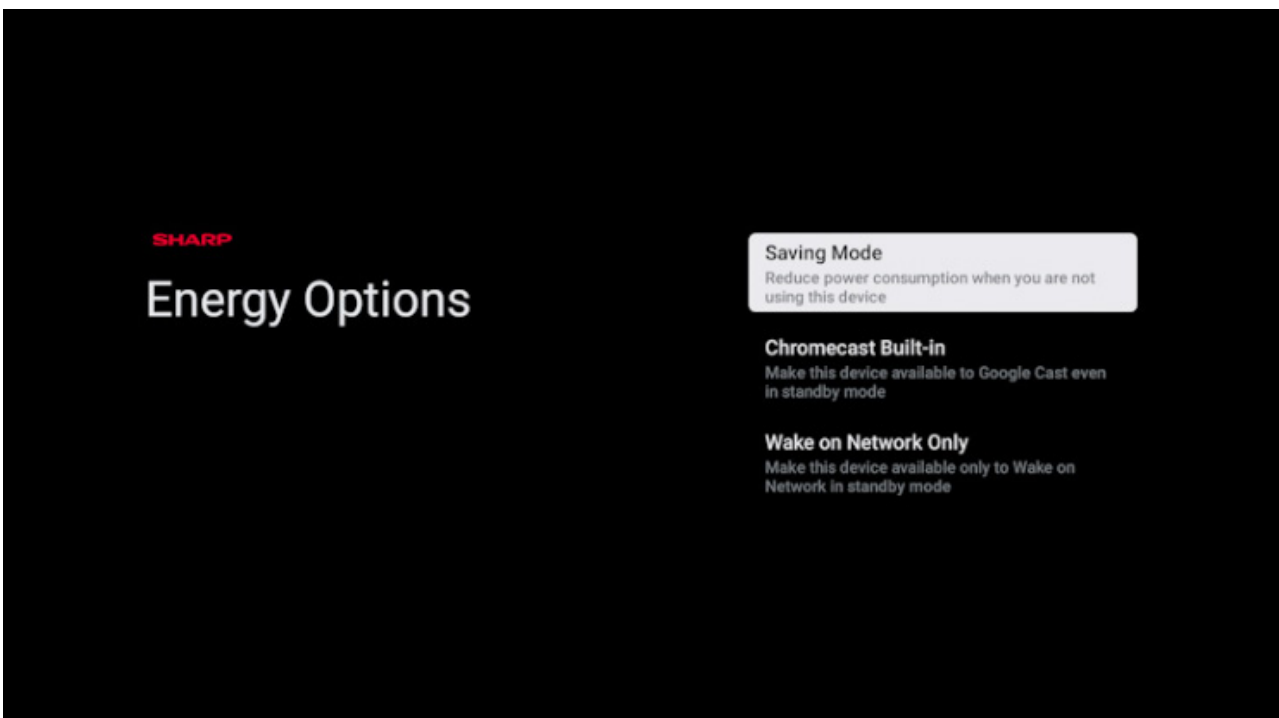 SHARP
Energy Options
Saving Mode
Reduce power consumption when you are not
using this device
Chromecast Built-in
Make this device available to Google Cast even
in standby mode
Wake on Network Only
Make this device available only to Wake on
Network in standby mode